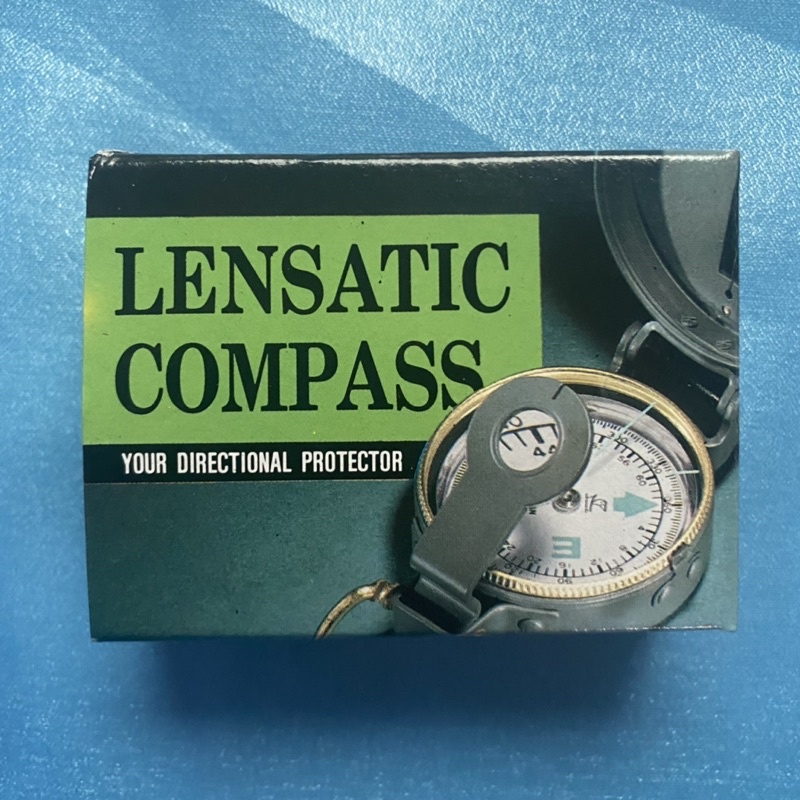 LENSATIC
COMPASS
YOUR DIRECTIONAL PROTECTOR
E